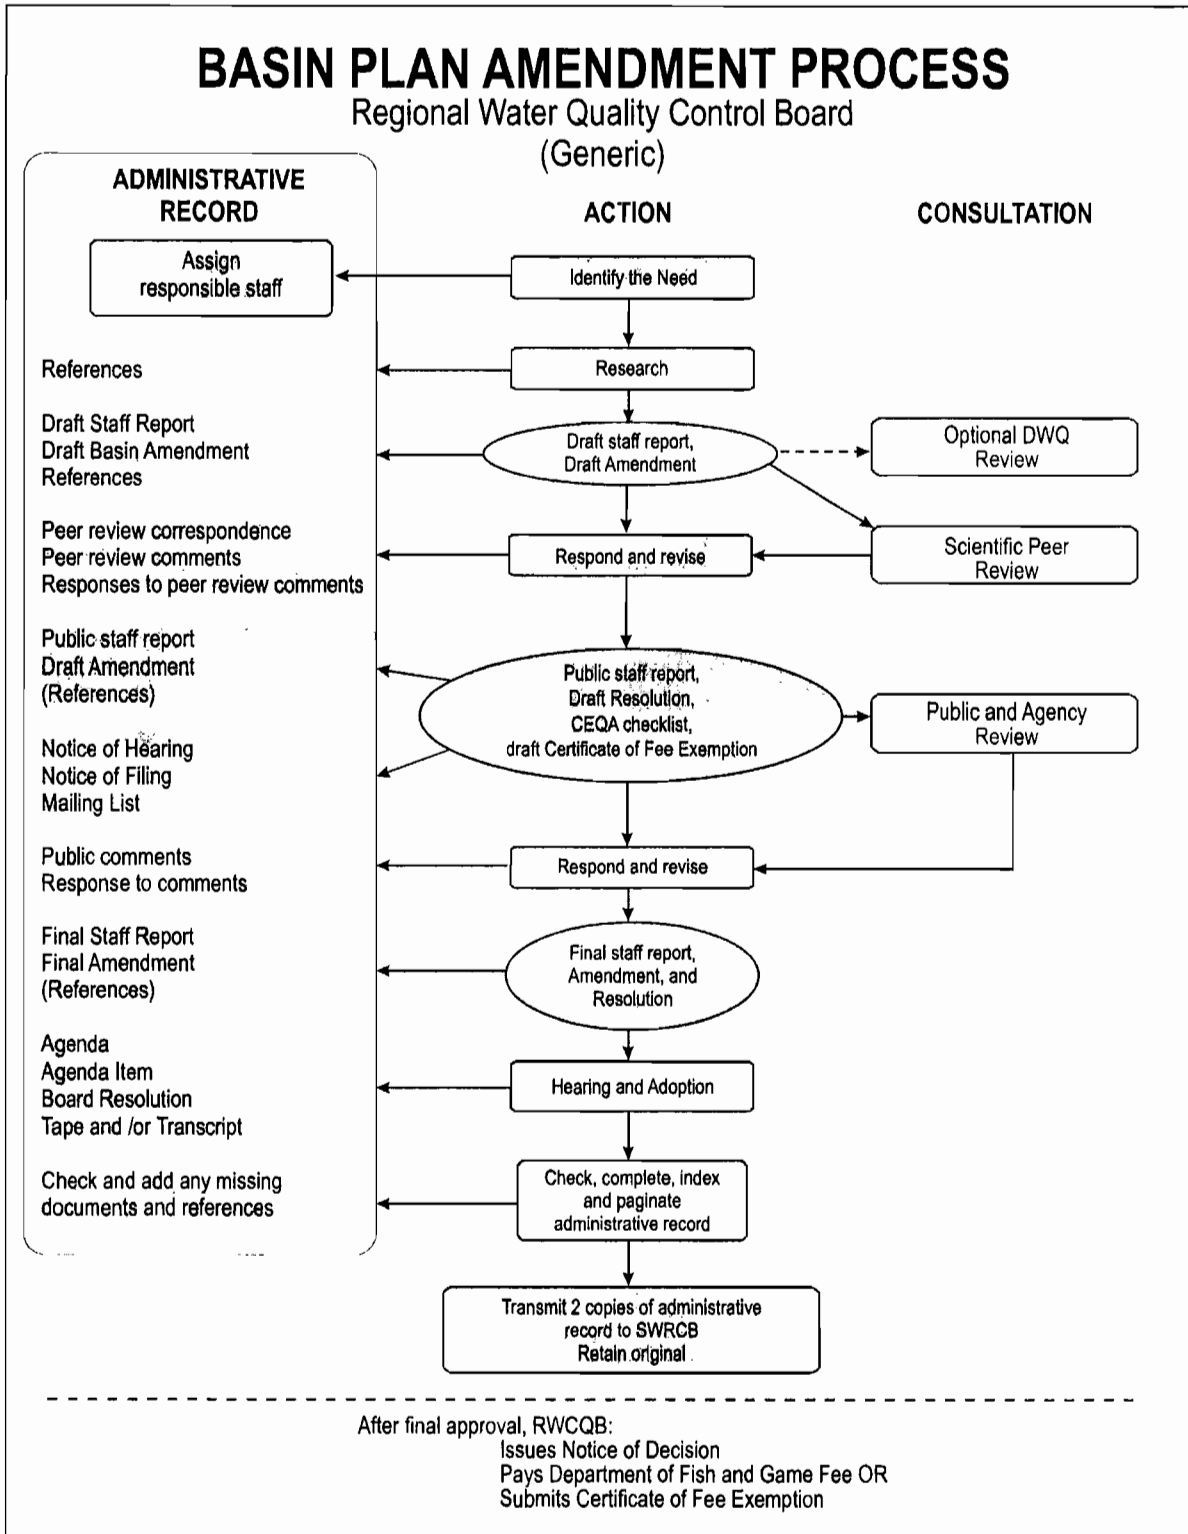 BASIN PLAN AMENDMENT PROCESS
Regional Water Quality Control Board
(Generic)
ADMINISTRATIVE
RECORD
ACTION
CONSULTATION
Assign
responsible staff
Identify the Need
References
Research
Draft Staff Report
Draft Basin Amendment
References
Draft staff report,
Draft Amendment
Optional DWQ
Review
Peer review correspondence
Peer review comments
Responses to peer review comments
Respond and revise
Scientific Peer
Review
Public staff report
Draft Amendment
(References)
Notice of Hearing
Notice of Filing
Mailing List
Public staff report,
Draft Resolution,
CEQA checklist,
draft Certificate of Fee Exemption
Public and Agency
Review
Public comments
Response to comments
Respond and revise
Final Staff Report
Final Amendment
(References)
Final staff report,
Amendment, and
Resolution
Agenda
Agenda Item
Board Resolution
Tape and /or Transcript
Hearing and Adoption
Check and add any missing
documents and references
Check, complete, index
and paginate
administrative record
Transmit 2 copies of administrative
record to SWRCB
Retain original
After final approval, RWCQB:
Issues Notice of Decision
Pays Department of Fish and Game Fee OR
Submits Certificate of Fee Exemption